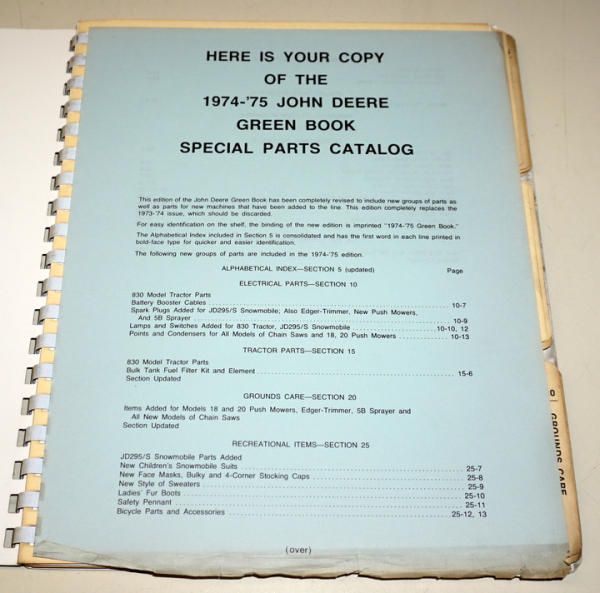 HERE IS YOUR COPY
OF THE
1974-'75 JOHN DEERE
GREEN BOOK
SPECIAL PARTS CATALOG
This edition of the John Deere Green Book has been completely revised to include new groups of parts as
well as parts for new machines that have been added to the line. This edition completely replaces the
1973-'74 issue, which should be discarded.
For easy identification on the shelf, the binding of the new edition is imprinted "1974-'75 Green Book."
The Alphabetical Index included in Section 5 is consolidated and has the first word in each line printed in
bold-face type for quicker and easier identification.
The following new groups of parts are included in the 1974-'75 edition.
ALPHABETICAL INDEX—SECTION 5 (updated) Page
ELECTRICAL PARTS—SECTION 10
830 Model Tractor Parts
Battery Booster Cables 10-7
Spark Plugs Added for JD295/S Snowmobile; Also Edger-Trimmer, New Push Mowers,
And 5B Sprayer 10-9
Lamps and Switches Added for 830 Tractor, JD295/S Snowmobile 10-10, 12
Points and Condensers for All Models of Chain Saws and 18, 20 Push Mowers 10-13
TRACTOR PARTS—SECTION 15
830 Model Tractor Parts
Bulk Tank Fuel Filter Kit and Element 15-6
Section Updated
GROUNDS CARE—SECTION 20
Items Added for Models 18 and 20 Push Mowers, Edger-Trimmer, 5B Sprayer and
All New Models of Chain Saws
Section Updated
RECREATIONAL ITEMS—SECTION 25
JD295/S Snowmobile Parts Added
New Children's Snowmobile Suits 25-7
New Face Masks, Bulky and 4-Corner Stocking Caps 25-8
New Style of Sweaters 25-9
Ladies' Fur Boots 25-10
Safety Pennant 25-11
Bicycle Parts and Accessories 25-12, 13
(over)
GROUNDS CARE